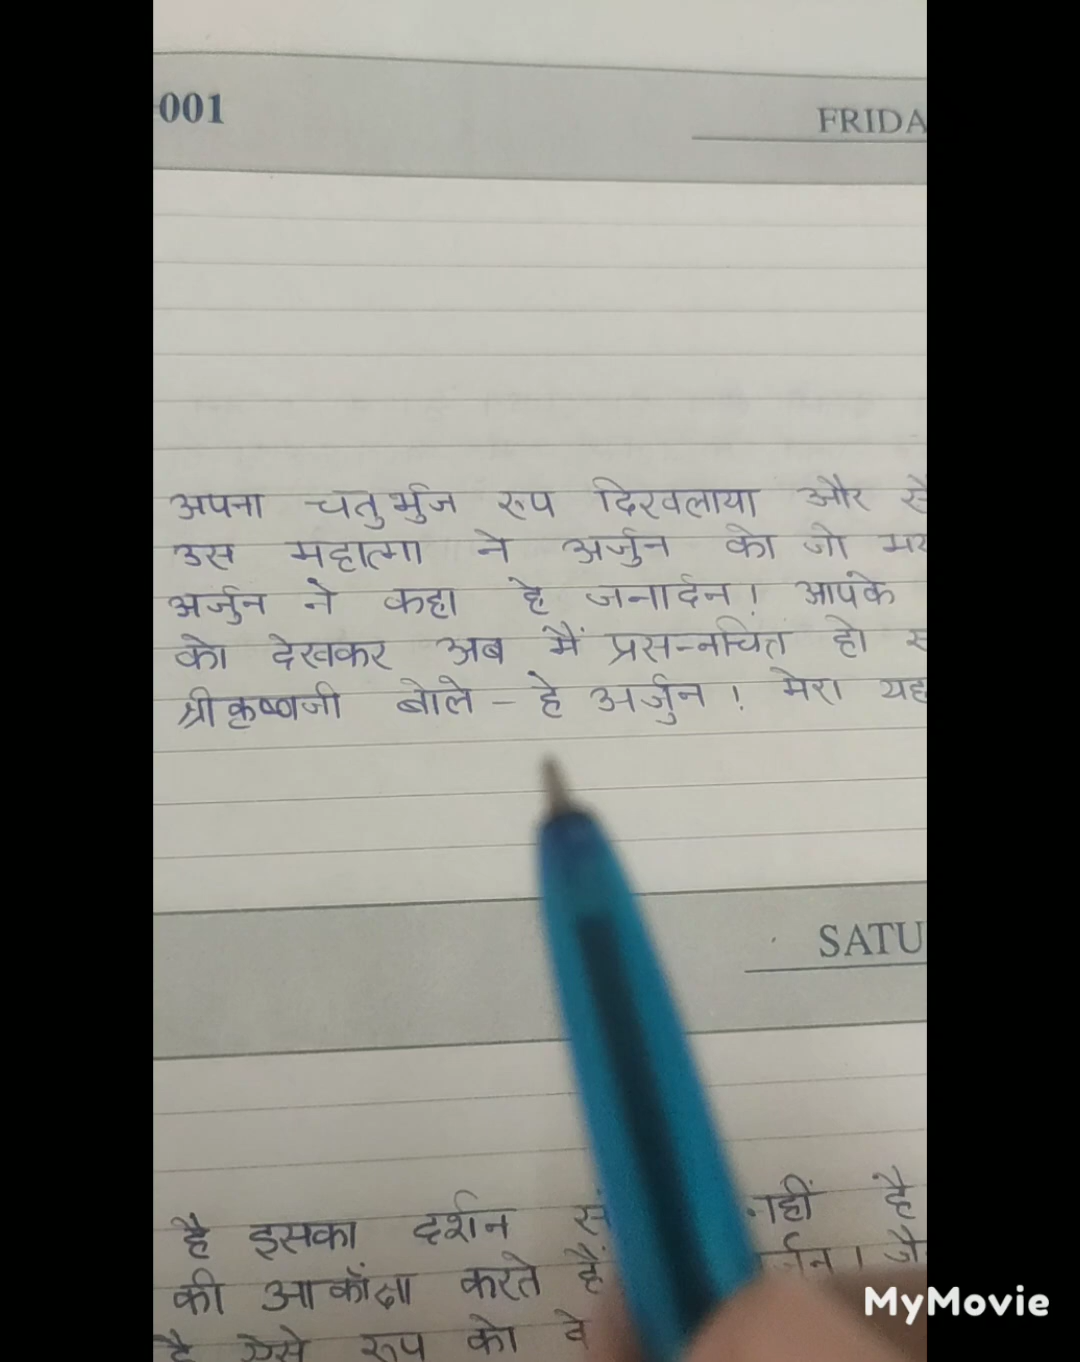 001 FRIDA
अपना चतुर्भुज रूप दिखलाया और
उस महात्मा ने अर्जुन को जो
अर्जुन ने कहा हे जनार्दन! आपके
को देखकर अब मैं प्रसन्नचित हो
श्रीकृष्णजी बोले - हे अर्जुन! मेरा यह
SATU
है इसका दर्शन नहीं है
की आकाँक्षा करते हैं
है ऐसे रूप को वे
MyMovie